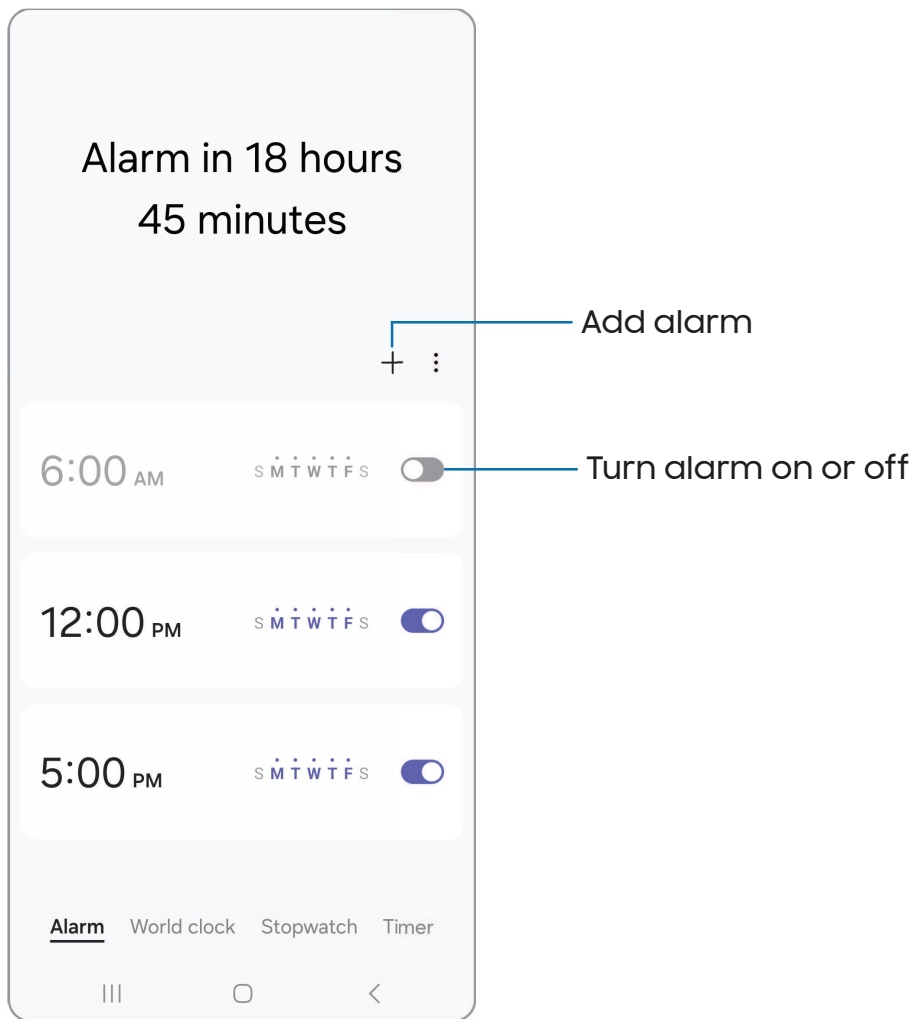 Alarm in 18 hours
45 minutes
Add alarm
6:00 AM S M T W T F S
Turn alarm on or off
12:00 PM S M T W T F S
5:00 PM S M T W T F S
Alarm World clock Stopwatch Timer